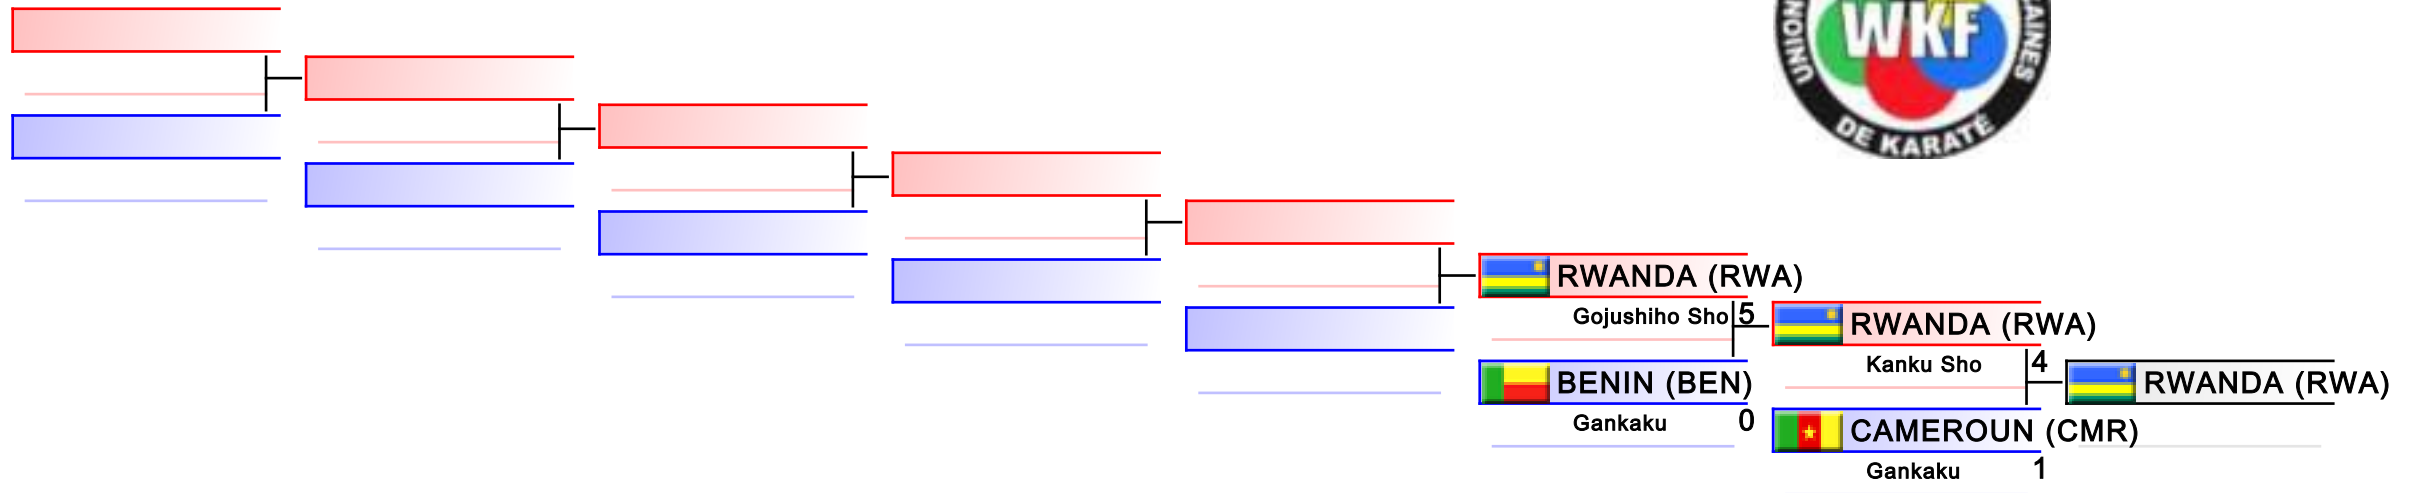 WKF
UNION
AINES
DE KARATÉ
RWANDA (RWA)
Gojushiho Sho 5
BENIN (BEN)
Gankaku 0
RWANDA (RWA)
Kanku Sho 4
CAMEROUN (CMR)
Gankaku 1
RWANDA (RWA)